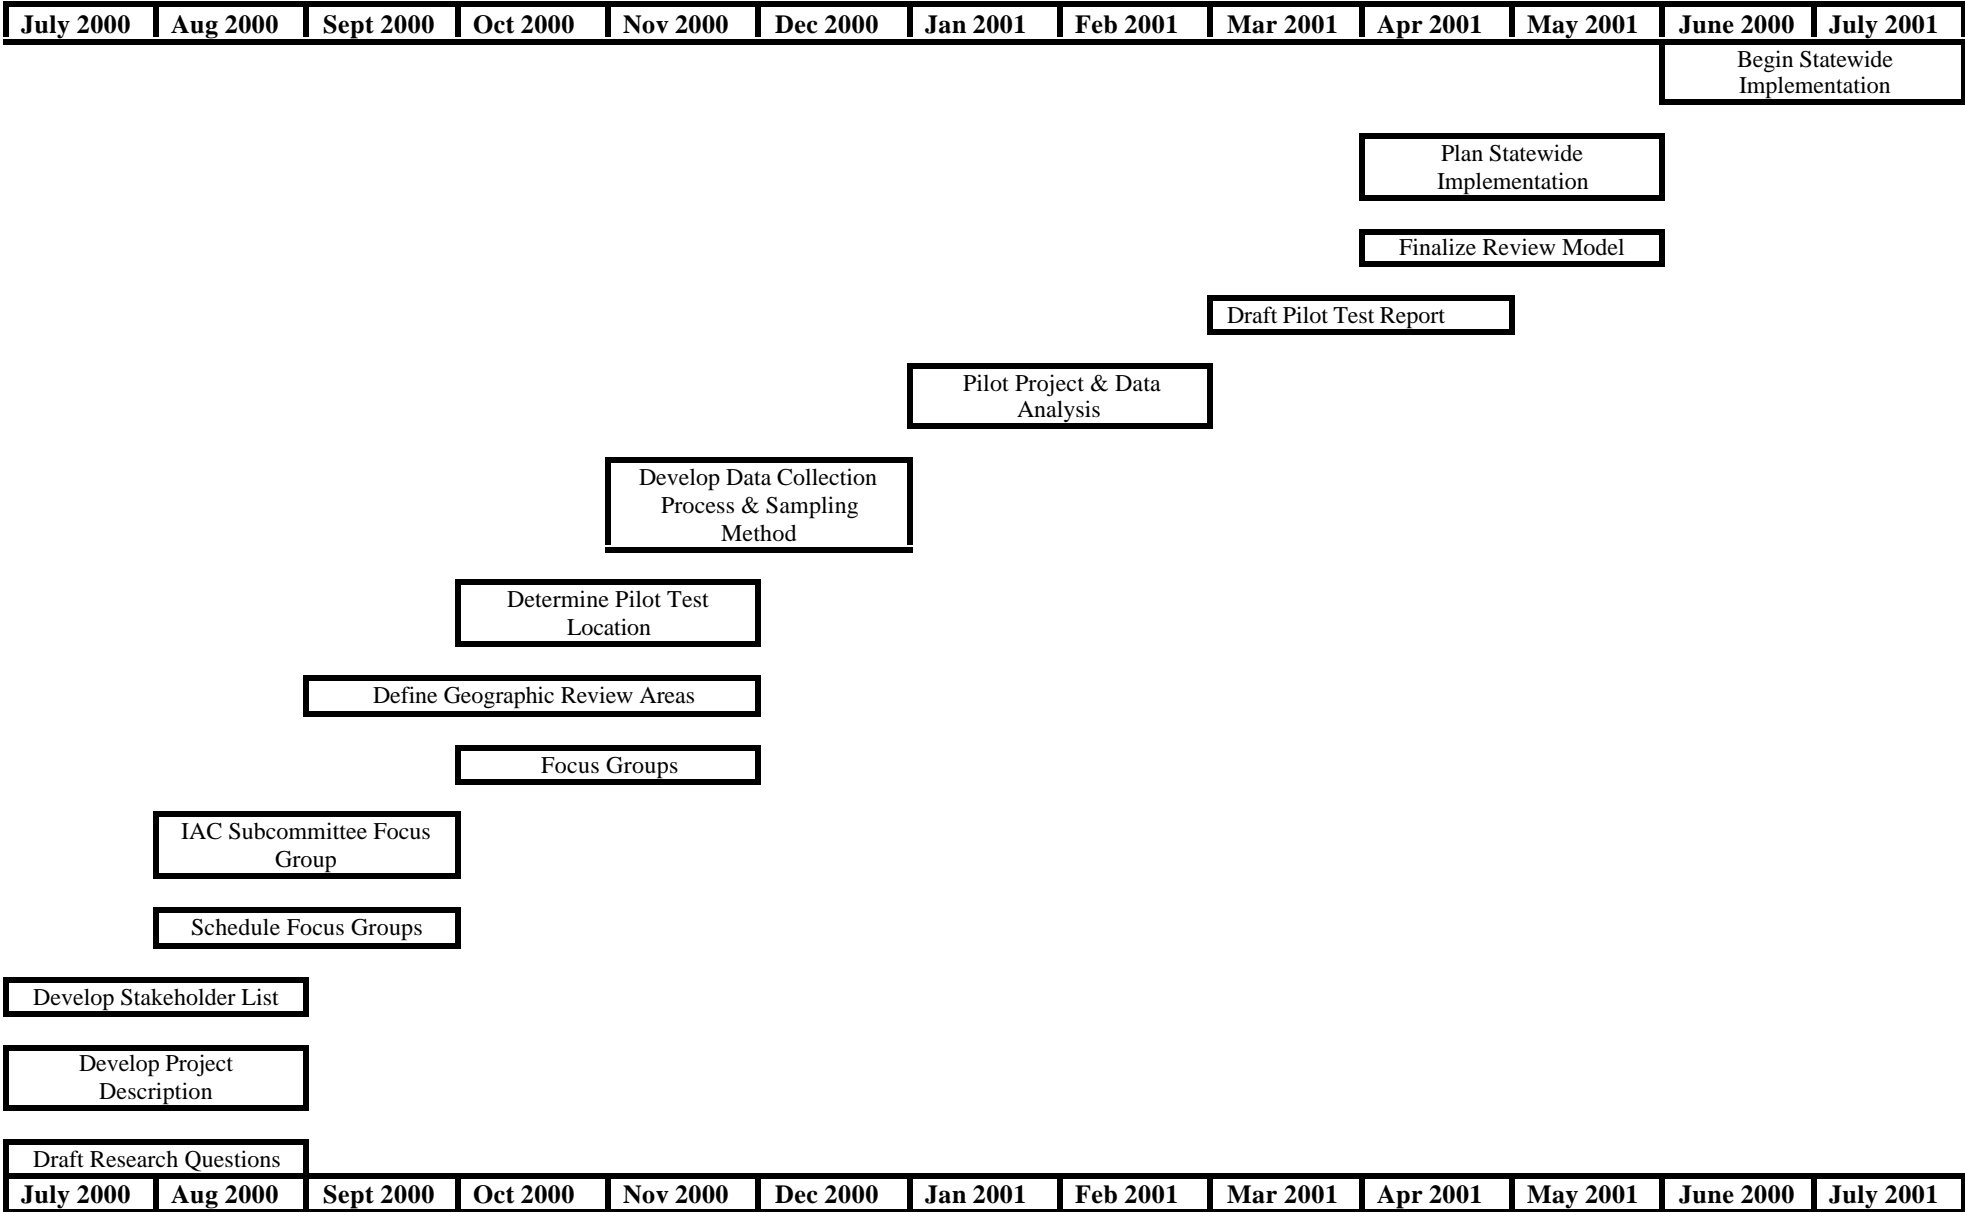 July 2000 Aug 2000 Sept 2000 Oct 2000 Nov 2000 Dec 2000 Jan 2001 Feb 2001 Mar 2001 Apr 2001 May 2001 June 2000 July 2001
Begin Statewide
Implementation
Plan Statewide
Implementation
Finalize Review Model
Draft Pilot Test Report
Pilot Project & Data
Analysis
Develop Data Collection
Process & Sampling
Method
Determine Pilot Test
Location
Define Geographic Review Areas
Focus Groups
IAC Subcommittee Focus
Group
Schedule Focus Groups
Develop Stakeholder List
Develop Project
Description
Draft Research Questions
July 2000 Aug 2000 Sept 2000 Oct 2000 Nov 2000 Dec 2000 Jan 2001 Feb 2001 Mar 2001 Apr 2001 May 2001 June 2000 July 2001